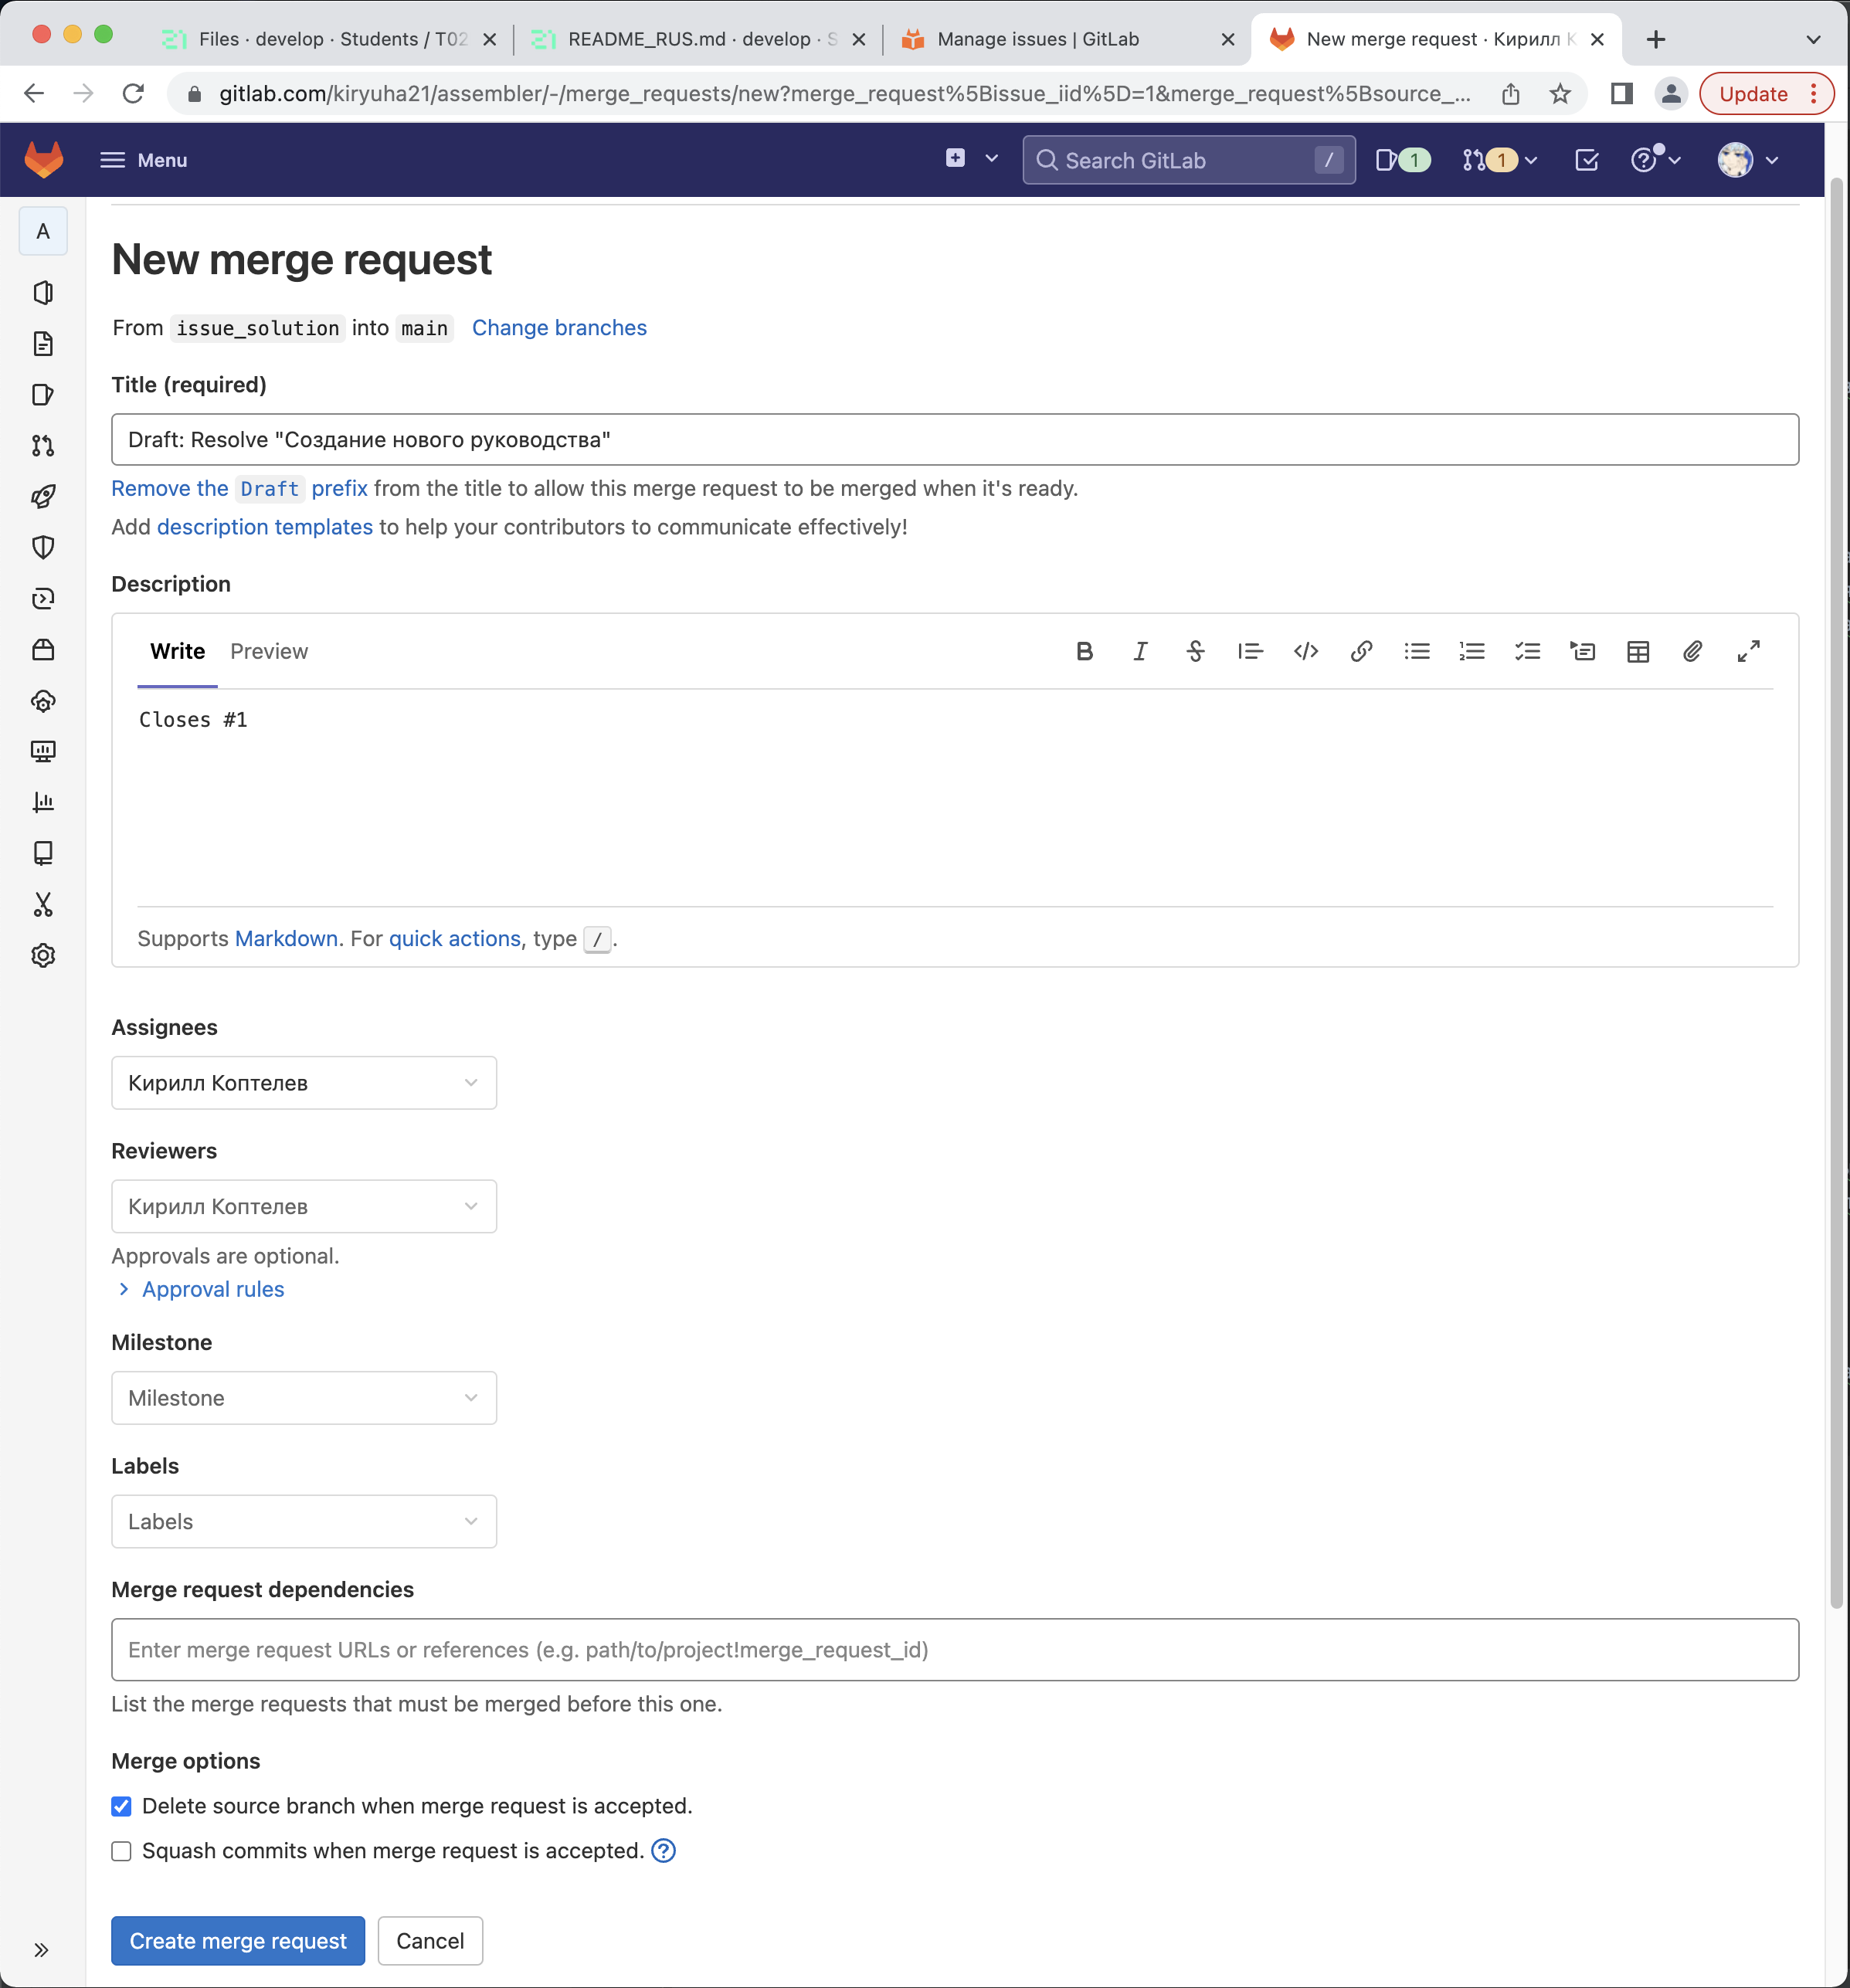 Files · develop · Students / T02
README_RUS.md · develop · S
Manage issues | GitLab
New merge request · Кирилл К
gitlab.com/kiryuha21/assembler/-/merge_requests/new?merge_request%5Bissue_iid%5D=1&merge_request%5Bsource_...
Update
Menu
Search GitLab
/
1
1
A
New merge request
From issue_solution into main Change branches
Title (required)
Draft: Resolve "Создание нового руководства"
Remove the Draft prefix from the title to allow this merge request to be merged when it's ready.
Add description templates to help your contributors to communicate effectively!
Description
Write Preview
Closes #1
Supports Markdown. For quick actions, type /.
Assignees
Кирилл Коптелев
Reviewers
Кирилл Коптелев
Approvals are optional.
Approval rules
Milestone
Milestone
Labels
Labels
Merge request dependencies
Enter merge request URLs or references (e.g. path/to/project!merge_request_id)
List the merge requests that must be merged before this one.
Merge options
Delete source branch when merge request is accepted.
Squash commits when merge request is accepted.
Create merge request
Cancel